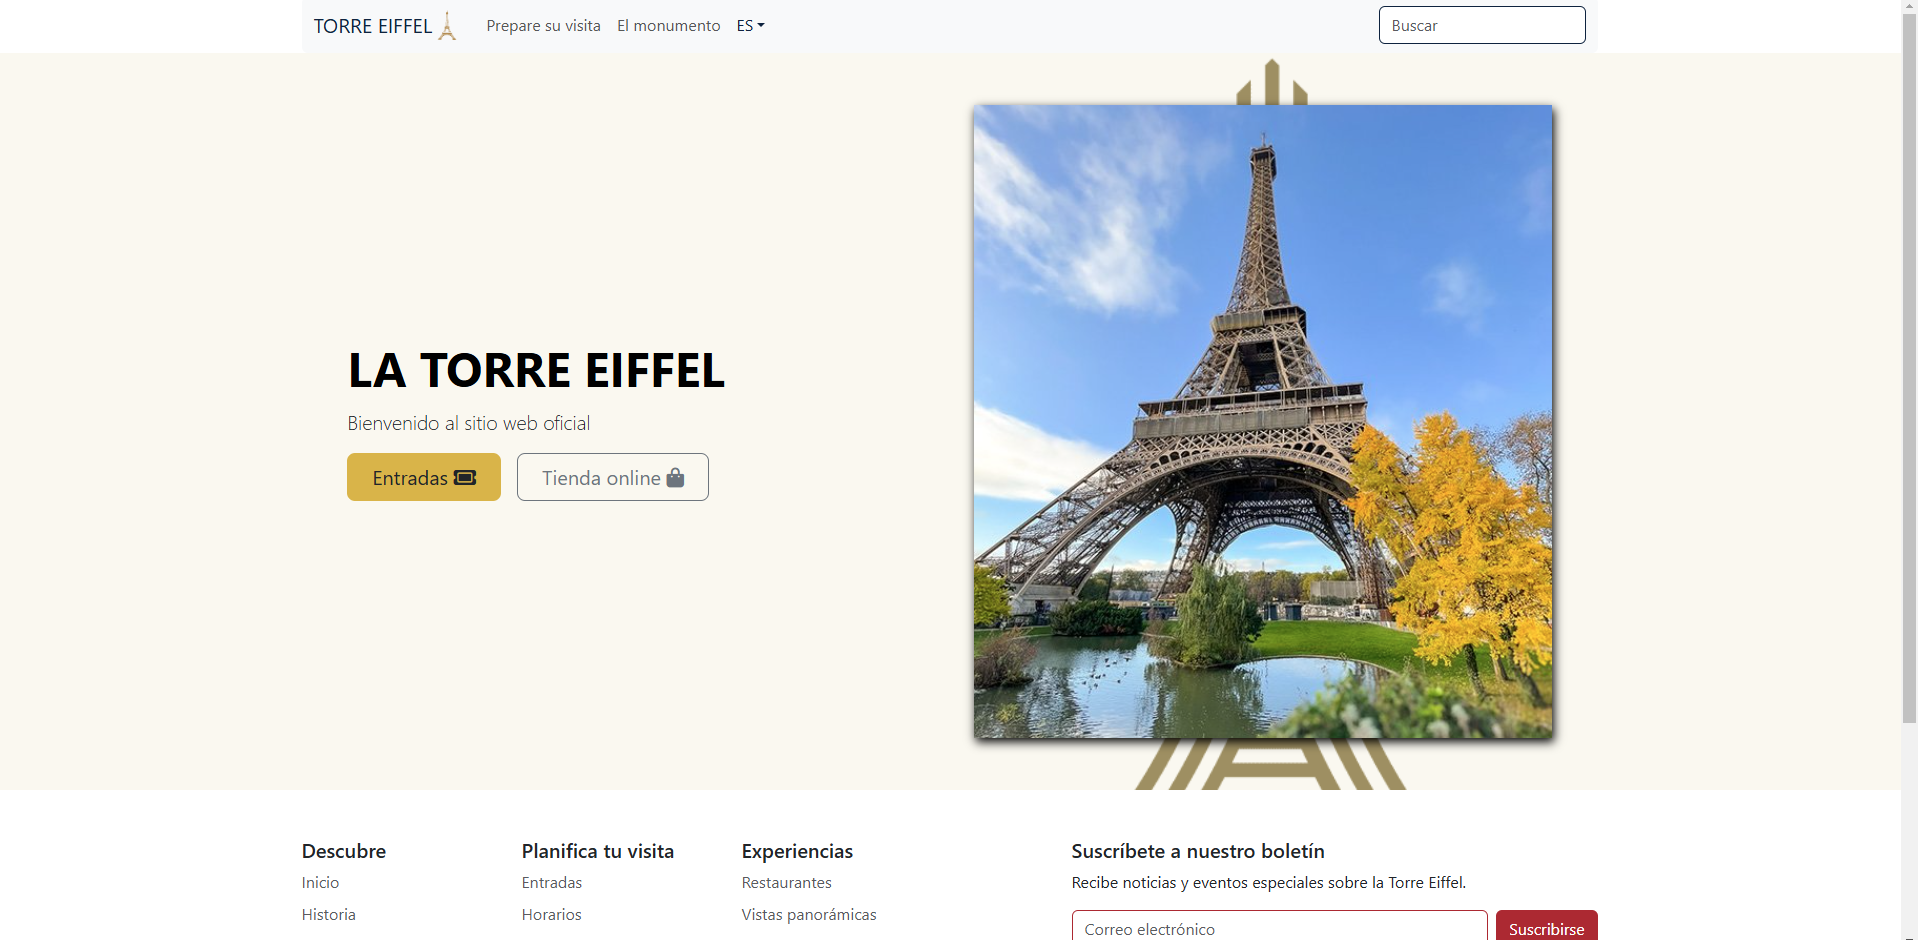 TORRE EIFFEL
Prepare su visita
El monumento
ES
Buscar
LA TORRE EIFFEL
Bienvenido al sitio web oficial
Entradas
Tienda online
Descubre
Inicio
Historia
Planifica tu visita
Entradas
Horarios
Experiencias
Restaurantes
Vistas panorámicas
Suscríbete a nuestro boletín
Recibe noticias y eventos especiales sobre la Torre Eiffel.
Correo electrónico
Suscribirse